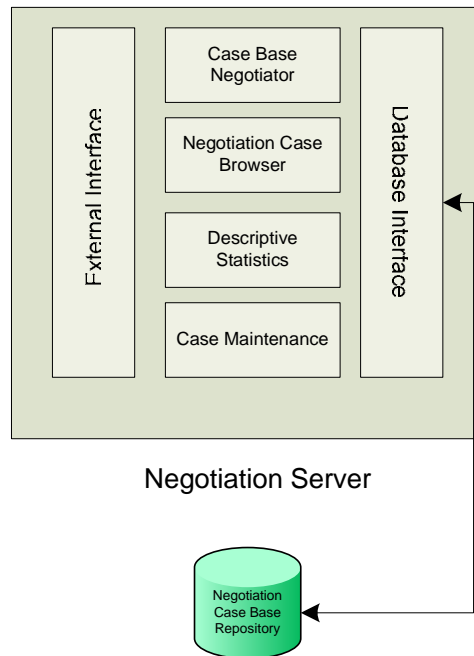 External Interface
Case Base
Negotiator
Negotiation Case
Browser
Descriptive
Statistics
Case Maintenance
Database Interface
Negotiation Server
Negotiation
Case Base
Repository